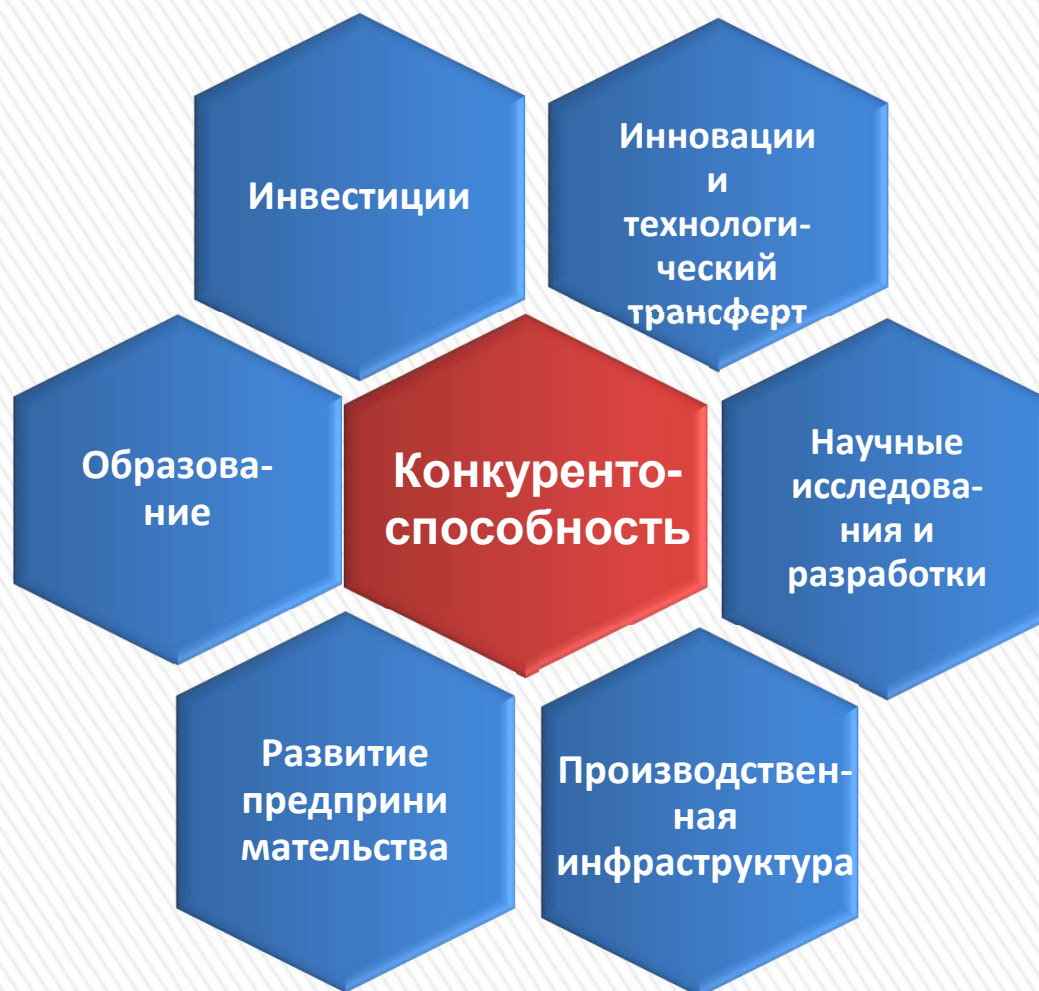 Инвестиции
Инновации
и
технологи-
ческий
трансферт
Образова-
ние
Конкуренто-
способность
Научные
исследова-
ния и
разработки
Развитие
предприни
мательства
Производствен-
ная
инфраструктура